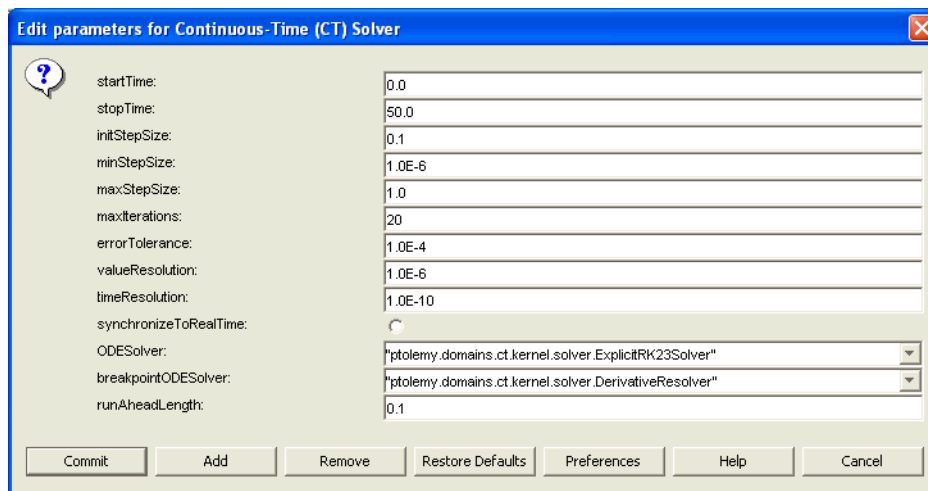 Edit parameters for Continuous-Time (CT) Solver
startTime: 0.0
stopTime: 50.0
initStepSize: 0.1
minStepSize: 1.0E-6
maxStepSize: 1.0
maxIterations: 20
errorTolerance: 1.0E-4
valueResolution: 1.0E-6
timeResolution: 1.0E-10
synchronizeToRealTime:
ODESolver: "ptolemy.domains.ct.kernel.solver.ExplicitRK23Solver"
breakpointODESolver: "ptolemy.domains.ct.kernel.solver.DerivativeResolver"
runAheadLength: 0.1
Commit Add Remove Restore Defaults Preferences Help Cancel